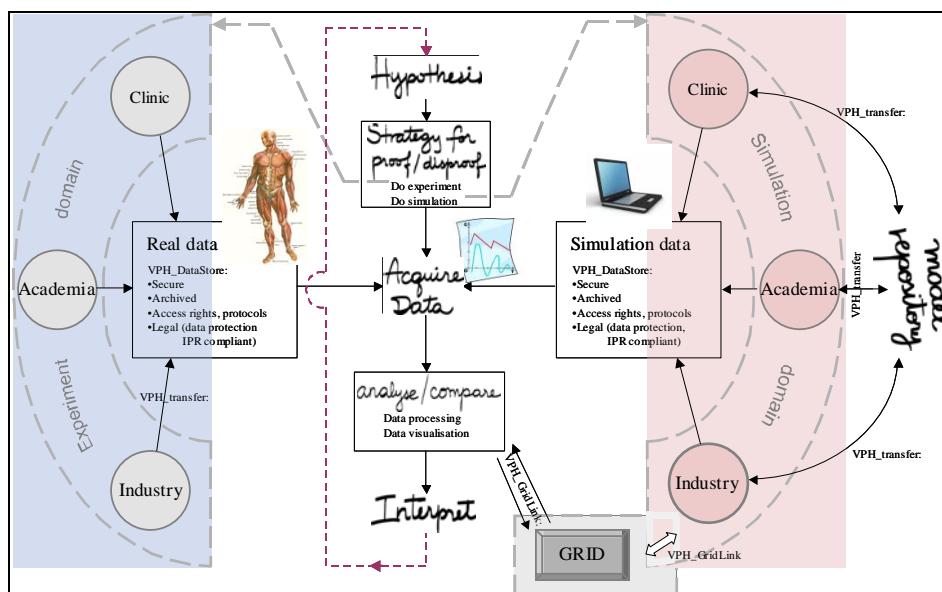 Hypothesis
Strategy for
proof/disproof
Do experiment
Do simulation
Acquire
Data
analyse/compare
Data processing
Data visualisation
Interpret
Clinic
domain
Academia
Experiment
Industry
Real data
VPH_DataStore:
•Secure
•Archived
•Access rights, protocols
•Legal (data protection
IPR compliant)
VPH_transfer:
Simulation data
VPH_DataStore:
•Secure
•Archived
•Access rights, protocols
•Legal (data protection,
IPR compliant)
Clinic
Simulation
Academia
domain
Industry
VPH_transfer:
VPH_transfer
VPH_transfer:
model
repository
VPH_GridLink:
GRID
VPH_GridLink